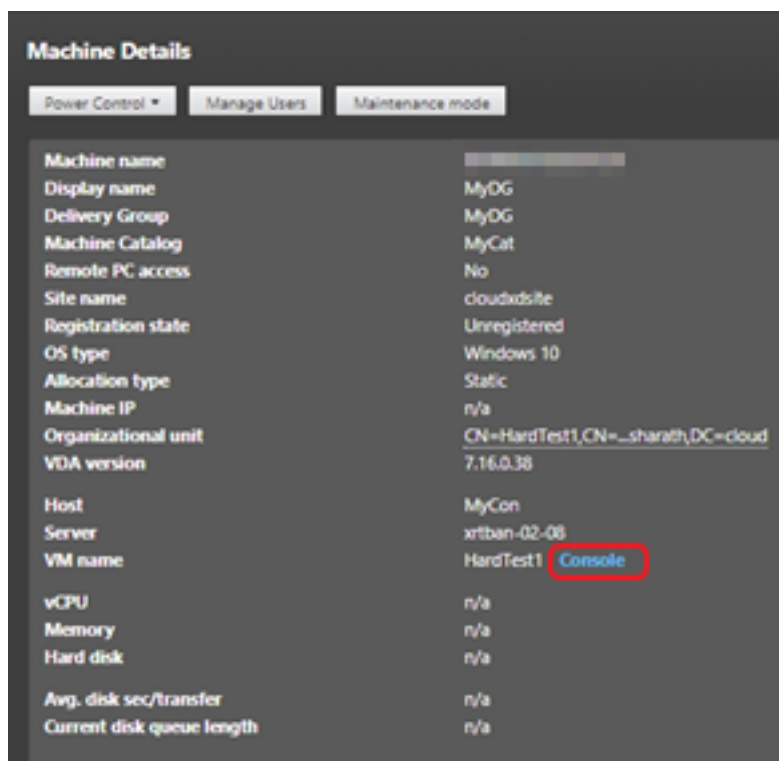 Machine Details
Power Control Manage Users Maintenance mode
Machine name
Display name MyDG
Delivery Group MyDG
Machine Catalog MyCat
Remote PC access No
Site name cloudxdsite
Registration state Unregistered
OS type Windows 10
Allocation type Static
Machine IP n/a
Organizational unit CN=HardTest1,CN=...sharath,DC=cloud
VDA version 7.16.0.38
Host MyCon
Server xrtban-02-08
VM name HardTest1 Console
vCPU n/a
Memory n/a
Hard disk n/a
Avg. disk sec/transfer n/a
Current disk queue length n/a